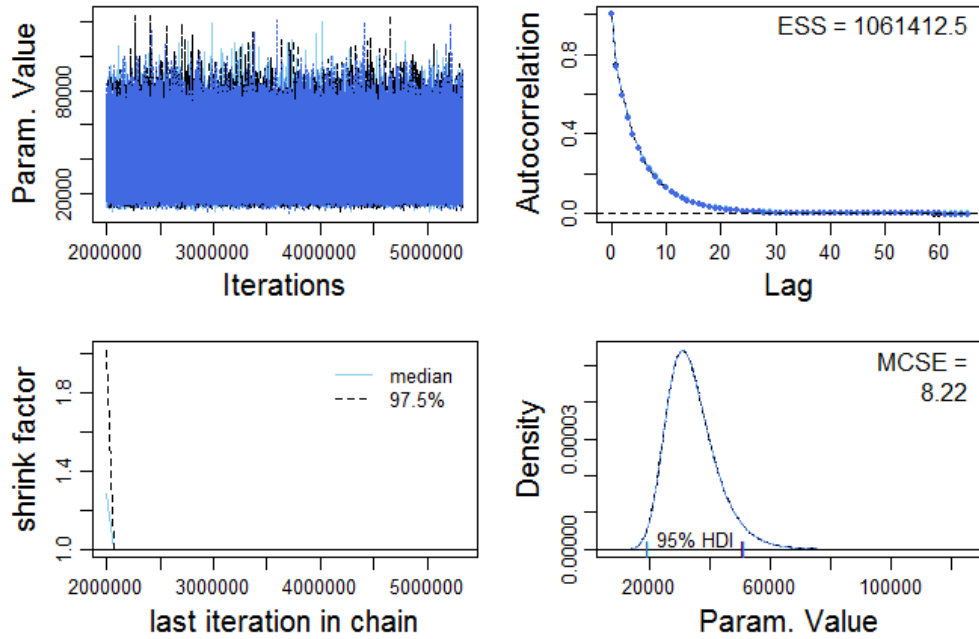 Param. Value
20000
80000
2000000
3000000
4000000
5000000
Iterations
ESS = 1061412.5
Autocorrelation
0.0
0.4
0.8
0
10
20
30
40
50
60
Lag
shrink factor
1.0
1.4
1.8
median
97.5%
2000000
3000000
4000000
5000000
last iteration in chain
MCSE =
8.22
Density
0.00000
0.00003
95% HDI
20000
60000
100000
Param. Value